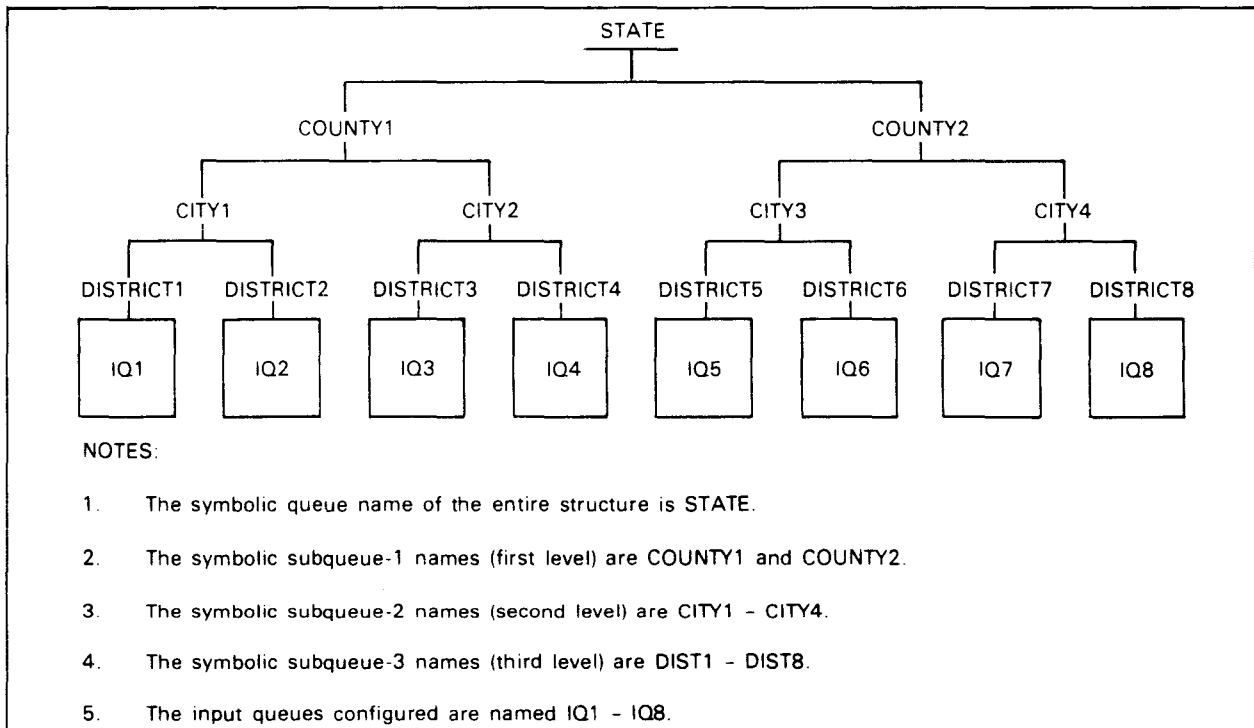 STATE
COUNTY1 COUNTY2
CITY1 CITY2 CITY3 CITY4
DISTRICT1 DISTRICT2 DISTRICT3 DISTRICT4 DISTRICT5 DISTRICT6 DISTRICT7 DISTRICT8
IQ1 IQ2 IQ3 IQ4 IQ5 IQ6 IQ7 IQ8
NOTES:
1. The symbolic queue name of the entire structure is STATE.
2. The symbolic subqueue-1 names (first level) are COUNTY1 and COUNTY2.
3. The symbolic subqueue-2 names (second level) are CITY1 - CITY4.
4. The symbolic subqueue-3 names (third level) are DIST1 - DIST8.
5. The input queues configured are named IQ1 - IQ8.